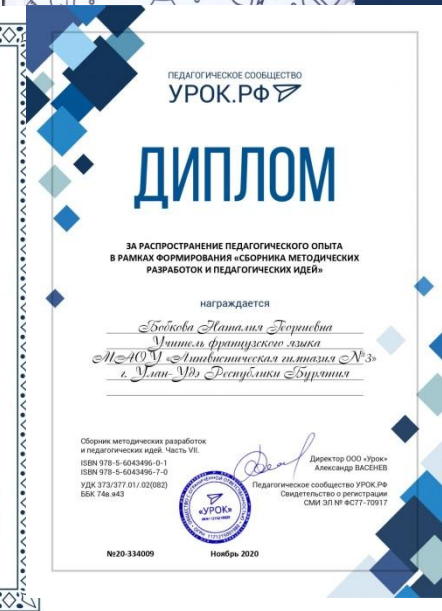 ПЕДАГОГИЧЕСКОЕ СООБЩЕСТВО
УРОК.РФ
ДИПЛОМ
ЗА РАСПРОСТРАНЕНИЕ ПЕДАГОГИЧЕСКОГО ОПЫТА
В РАМКАХ ФОРМИРОВАНИЯ «СБОРНИКА МЕТОДИЧЕСКИХ
РАЗРАБОТОК И ПЕДАГОГИЧЕСКИХ ИДЕЙ»
награждается
Бобкова Наталия Георгиевна
Учитель французского языка
МАОУ «Лингвистическая гимназия №3»
г. Улан-Удэ Республики Бурятия
Сборник методических разработок
и педагогических идей. Часть VII.
ISBN 978-5-6043496-0-1
ISBN 978-5-6043496-7-0
УДК 373/377.01/.02(082)
ББК 74в.я43
Директор ООО «Урок»
Александр ВАСЕНЕВ
Педагогическое сообщество УРОК.РФ
Свидетельство о регистрации
СМИ ЭЛ № ФС77-70917
«УРОК»
№20-334009
Ноябрь 2020